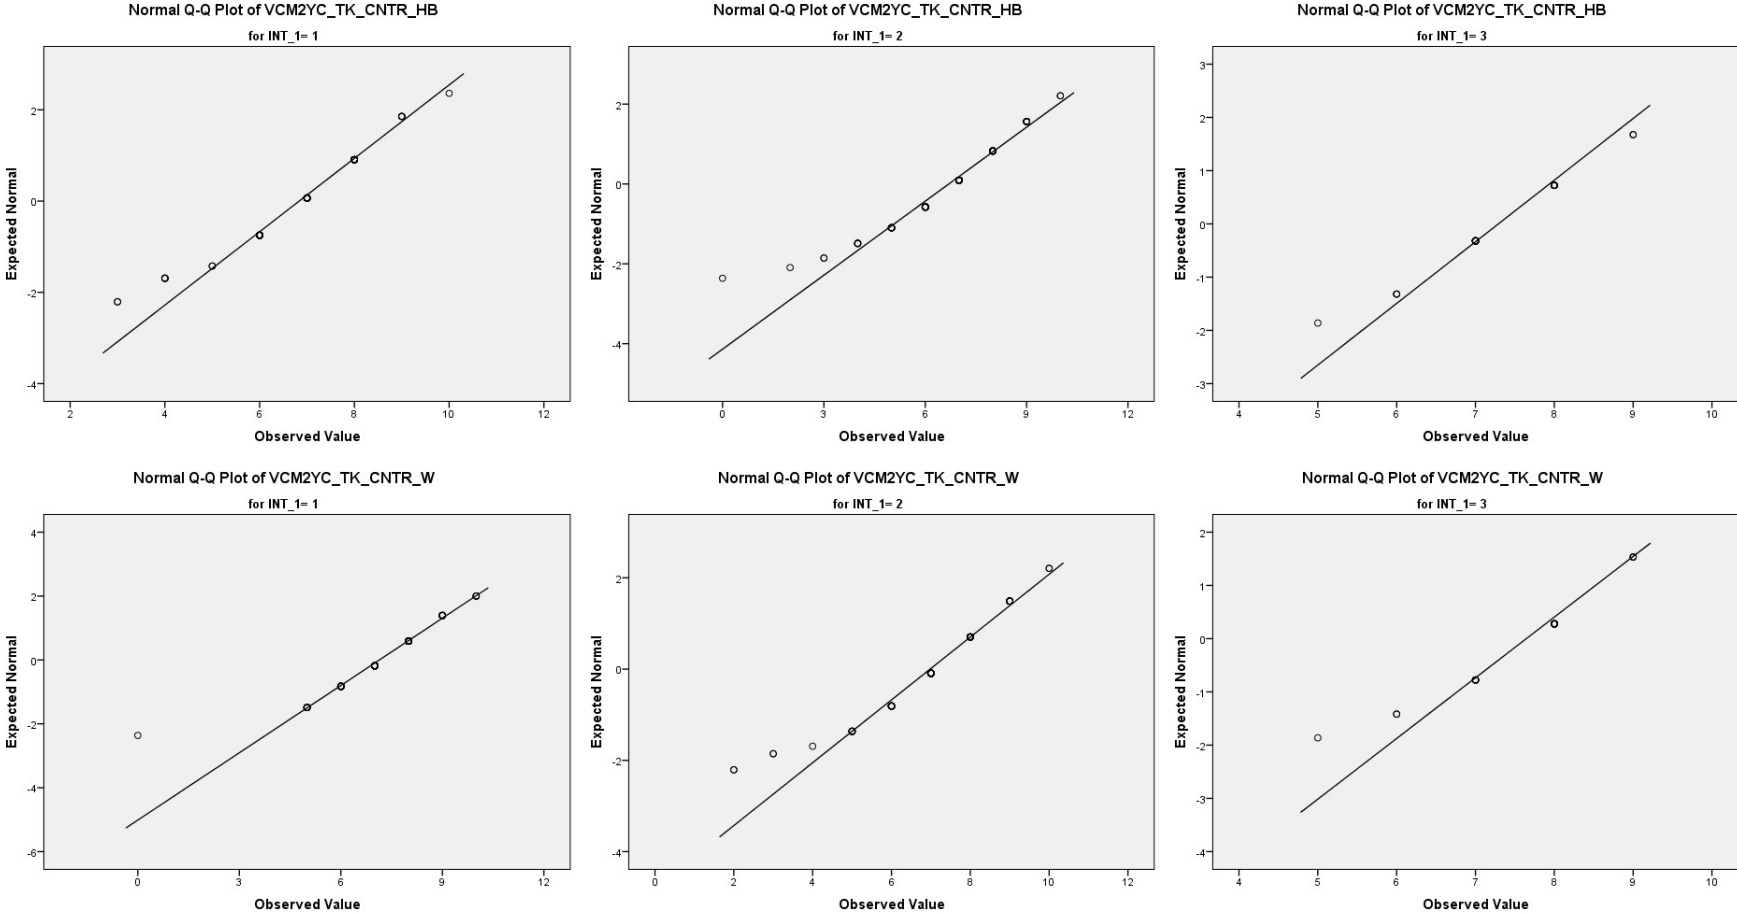 Normal Q-Q Plot of VCM2YC_TK_CNTR_HB
for INT_1= 1
Expected Normal
2
0
-2
-4
2 4 6 8 10 12
Observed Value
Normal Q-Q Plot of VCM2YC_TK_CNTR_HB
for INT_1= 2
Expected Normal
2
0
-2
-4
0 3 6 9 12
Observed Value
Normal Q-Q Plot of VCM2YC_TK_CNTR_HB
for INT_1= 3
Expected Normal
3
2
1
0
-1
-2
-3
4 5 6 7 8 9 10
Observed Value
Normal Q-Q Plot of VCM2YC_TK_CNTR_W
for INT_1= 1
Expected Normal
4
2
0
-2
-4
-6
0 3 6 9 12
Observed Value
Normal Q-Q Plot of VCM2YC_TK_CNTR_W
for INT_1= 2
Expected Normal
2
0
-2
-4
0 2 4 6 8 10 12
Observed Value
Normal Q-Q Plot of VCM2YC_TK_CNTR_W
for INT_1= 3
Expected Normal
2
1
0
-1
-2
-3
-4
4 5 6 7 8 9 10
Observed Value